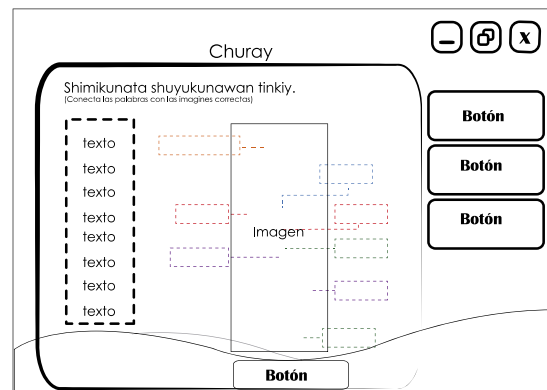 Churay
Shimikunata shuyukunawan tinkiy.
(Conecta las palabras con las imagines correctas)
texto
texto
texto
texto
texto
texto
texto
texto
Imagen
Botón
Botón
Botón
Botón